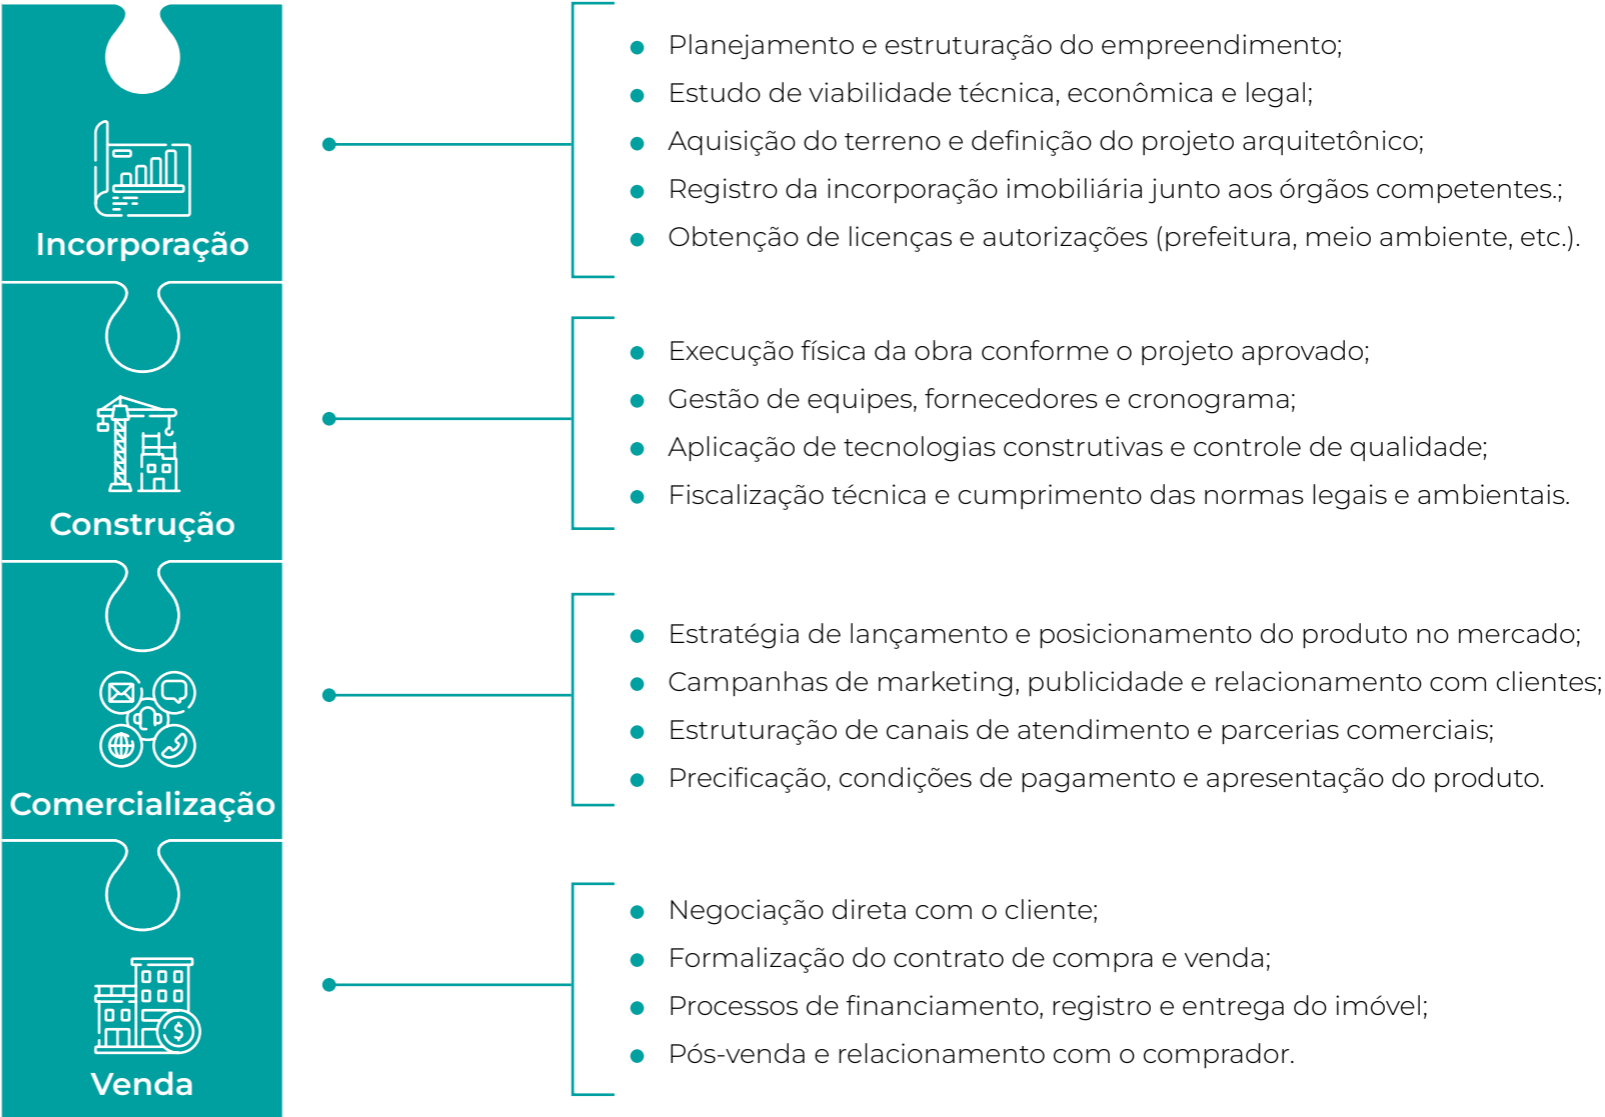 Incorporação
Planejamento e estruturação do empreendimento;
Estudo de viabilidade técnica, econômica e legal;
Aquisição do terreno e definição do projeto arquitetônico;
Registro da incorporação imobiliária junto aos órgãos competentes.;
Obtenção de licenças e autorizações (prefeitura, meio ambiente, etc.).
Construção
Execução física da obra conforme o projeto aprovado;
Gestão de equipes, fornecedores e cronograma;
Aplicação de tecnologias construtivas e controle de qualidade;
Fiscalização técnica e cumprimento das normas legais e ambientais.
Comercialização
Estratégia de lançamento e posicionamento do produto no mercado;
Campanhas de marketing, publicidade e relacionamento com clientes;
Estruturação de canais de atendimento e parcerias comerciais;
Precificação, condições de pagamento e apresentação do produto.
Venda
Negociação direta com o cliente;
Formalização do contrato de compra e venda;
Processos de financiamento, registro e entrega do imóvel;
Pós-venda e relacionamento com o comprador.